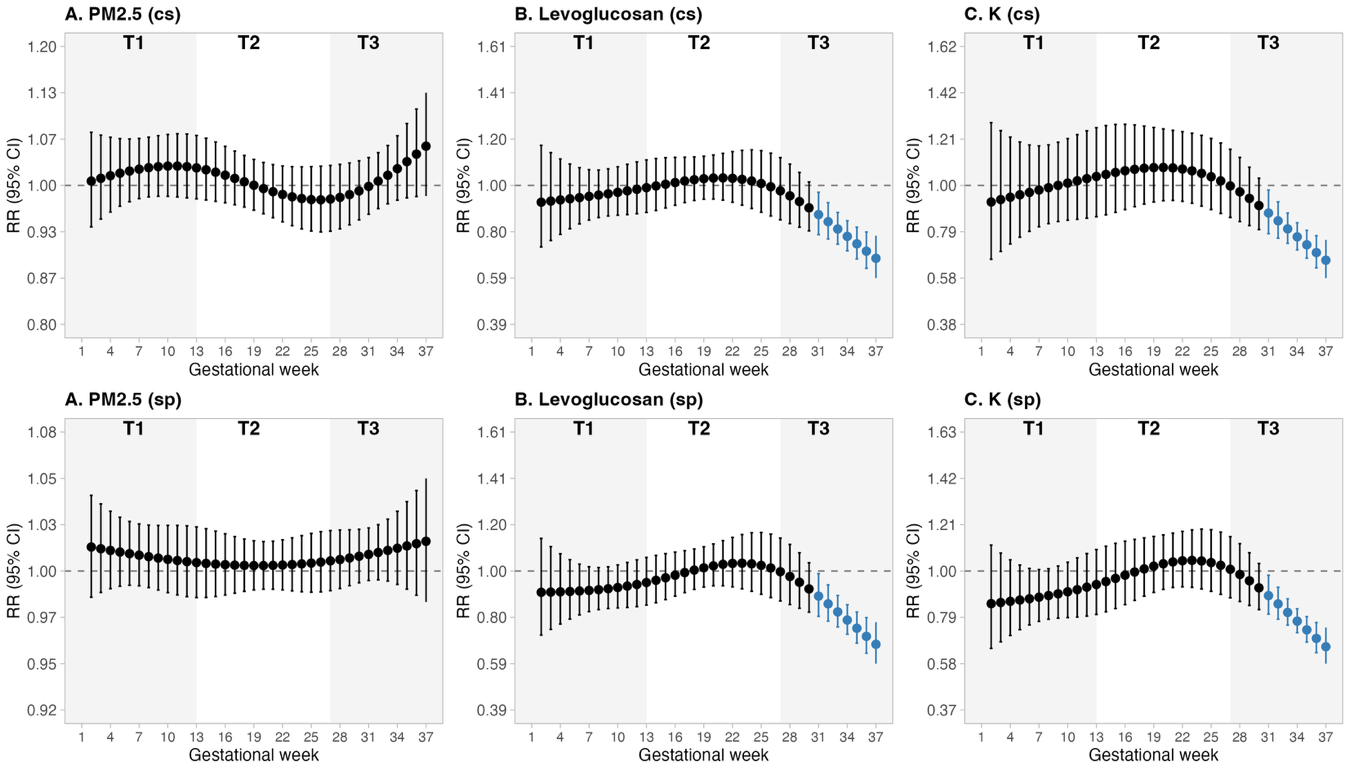 A. PM2.5 (cs)
T1 T2 T3
RR (95% CI)
1.20
1.13
1.07
1.00
0.93
0.87
0.80
1 4 7 10 13 16 19 22 25 28 31 34 37
Gestational week
B. Levoglucosan (cs)
T1 T2 T3
RR (95% CI)
1.61
1.41
1.20
1.00
0.80
0.59
0.39
1 4 7 10 13 16 19 22 25 28 31 34 37
Gestational week
C. K (cs)
T1 T2 T3
RR (95% CI)
1.62
1.42
1.21
1.00
0.79
0.58
0.38
1 4 7 10 13 16 19 22 25 28 31 34 37
Gestational week
A. PM2.5 (sp)
T1 T2 T3
RR (95% CI)
1.08
1.05
1.03
1.00
0.97
0.95
0.92
1 4 7 10 13 16 19 22 25 28 31 34 37
Gestational week
B. Levoglucosan (sp)
T1 T2 T3
RR (95% CI)
1.61
1.41
1.20
1.00
0.80
0.59
0.39
1 4 7 10 13 16 19 22 25 28 31 34 37
Gestational week
C. K (sp)
T1 T2 T3
RR (95% CI)
1.63
1.42
1.21
1.00
0.79
0.58
0.37
1 4 7 10 13 16 19 22 25 28 31 34 37
Gestational week